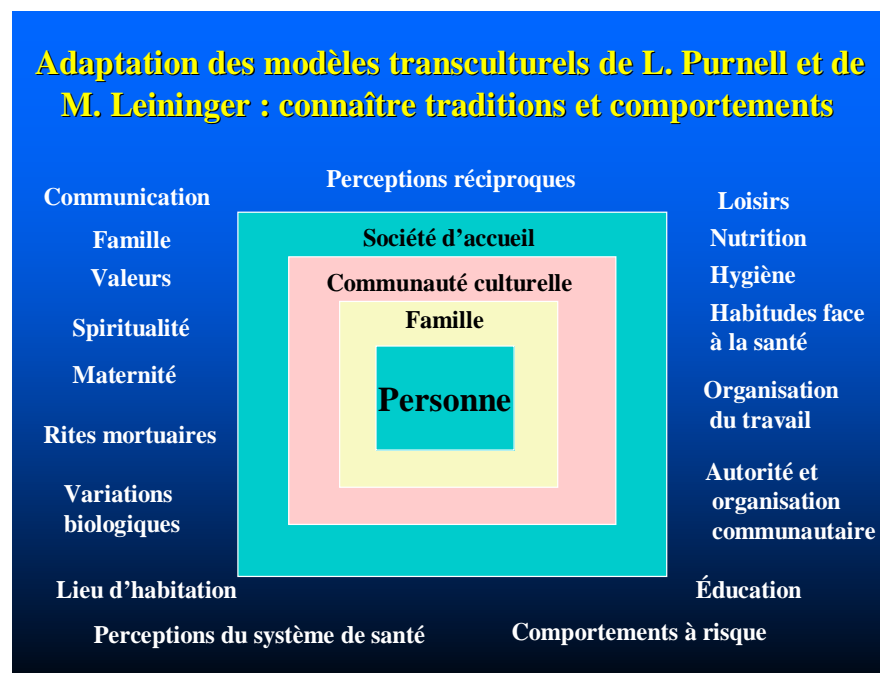 Adaptation des modèles transculturels de L. Purnell et de
M. Leininger : connaître traditions et comportements
Perceptions réciproques
Communication
Famille
Valeurs
Spiritualité
Maternité
Rites mortuaires
Variations
biologiques
Lieu d’habitation
Société d’accueil
Communauté culturelle
Famille
Personne
Loisirs
Nutrition
Hygiène
Habitudes face
à la santé
Organisation
du travail
Autorité et
organisation
communautaire
Éducation
Perceptions du système de santé
Comportements à risque